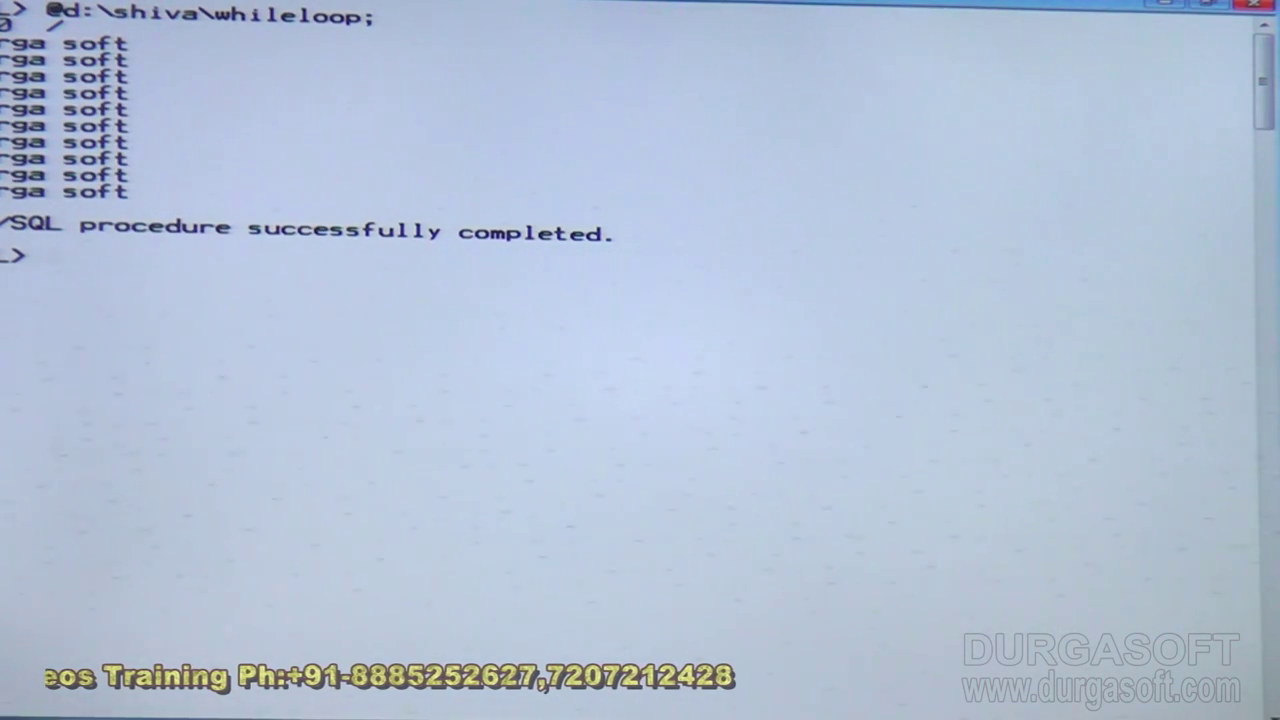 > @d:\shiva\whileloop;
0 /
rga soft
rga soft
rga soft
rga soft
rga soft
rga soft
rga soft
rga soft
rga soft
rga soft
/SQL procedure successfully completed.
>
eos Training Ph:+91-8885252627,7207212428
DURGASOFT
www.durgasoft.com